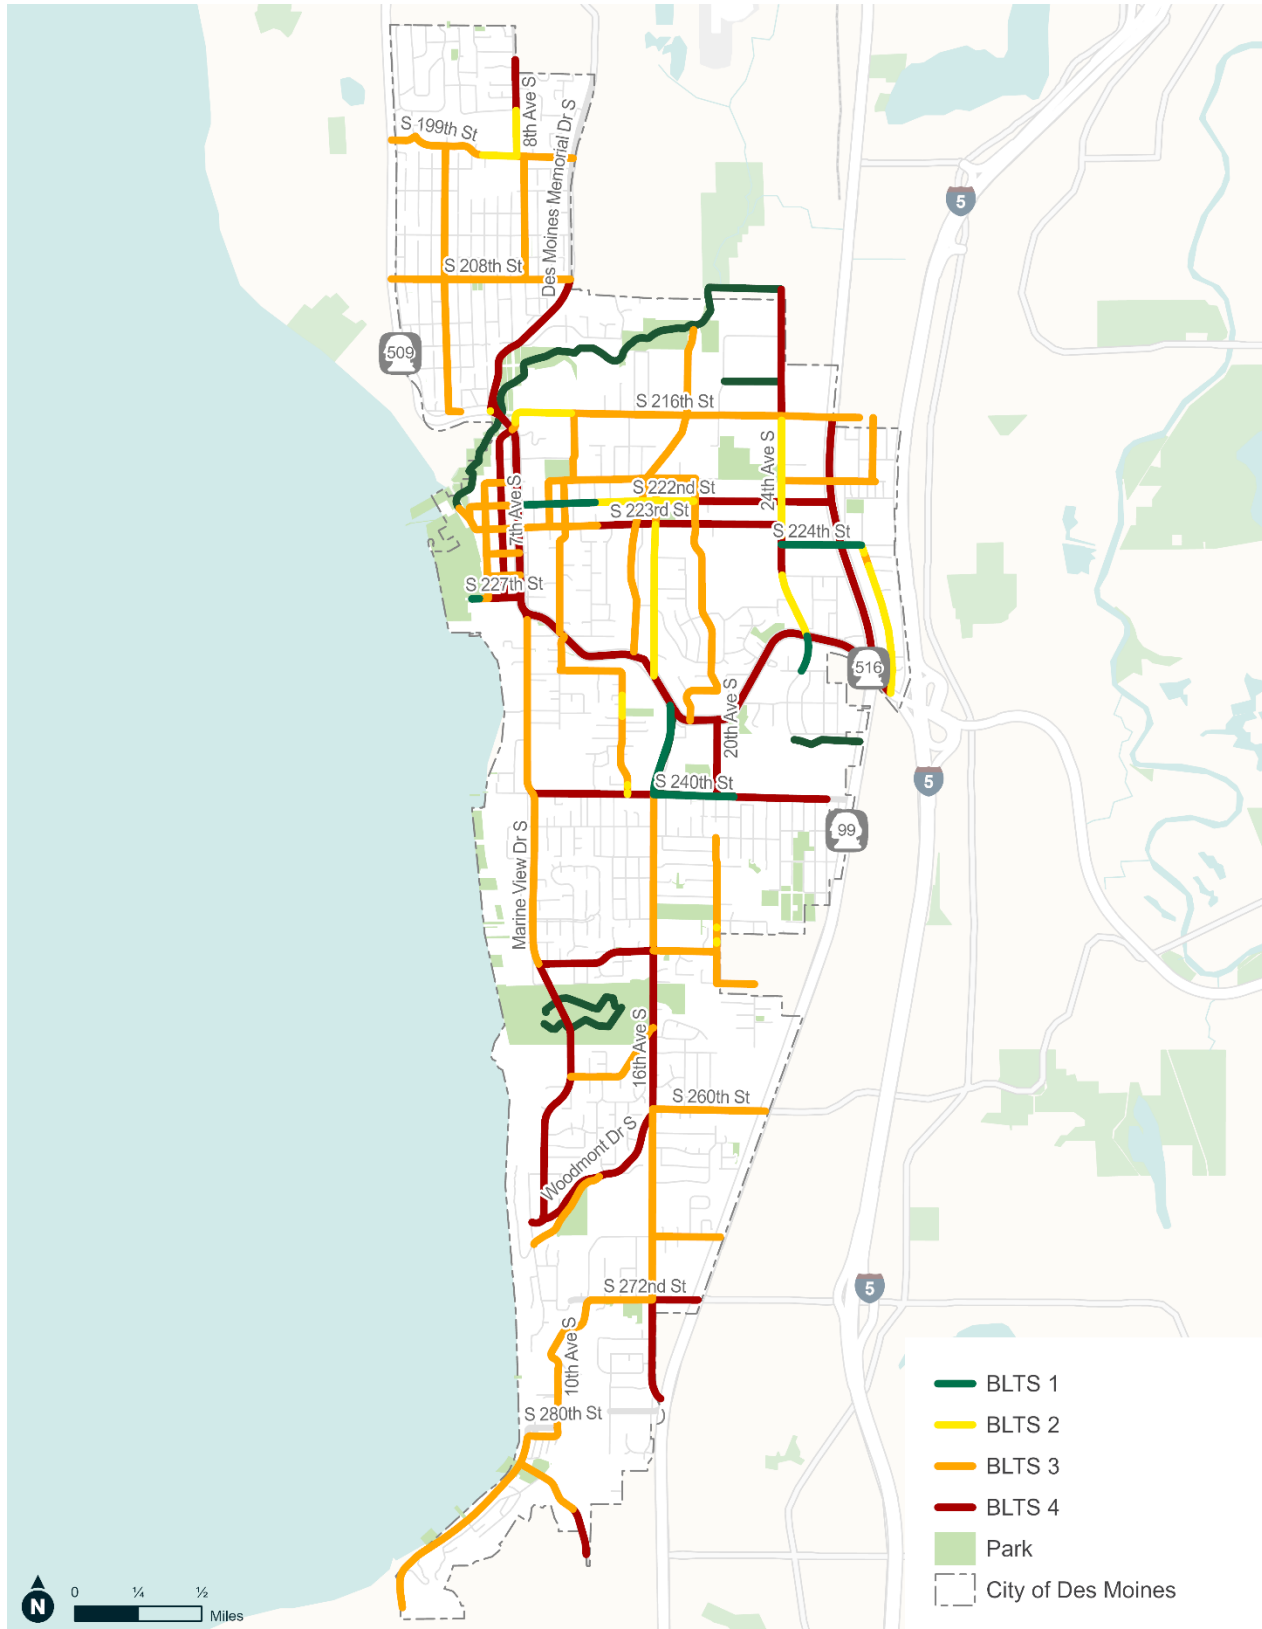 S 199th St
8th Ave S
Des Moines Memorial Dr S
5
S 208th St
509
S 216th St
24th Ave S
7th Ave S
S 222nd St
S 223rd St
S 224th St
S 227th St
516
20th Ave S
S 240th St
5
99
Marine View Dr S
16th Ave S
S 260th St
Woodmont Dr S
S 272nd St
5
10th Ave S
S 280th St
BLTS 1
BLTS 2
BLTS 3
BLTS 4
Park
City of Des Moines
N
0 ¼ ½
Miles